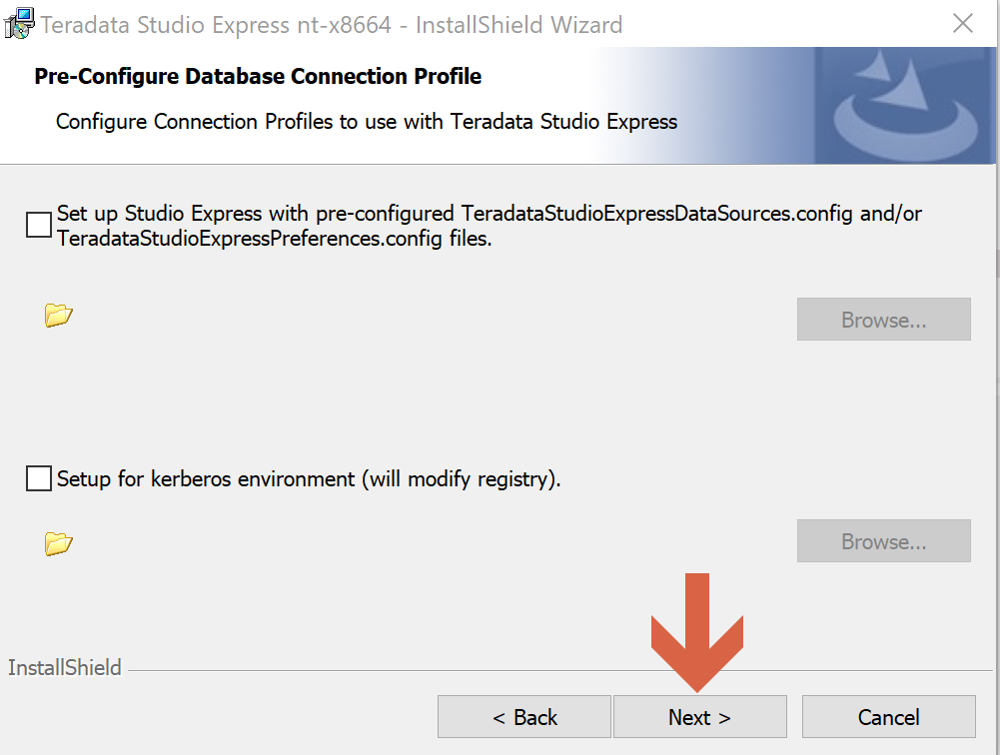 Teradata Studio Express nt-x8664 - InstallShield Wizard
Pre-Configure Database Connection Profile
Configure Connection Profiles to use with Teradata Studio Express
Set up Studio Express with pre-configured TeradataStudioExpressDataSources.config and/or
TeradataStudioExpressPreferences.config files.
Browse...
Setup for kerberos environment (will modify registry).
Browse...
InstallShield
< Back
Next >
Cancel